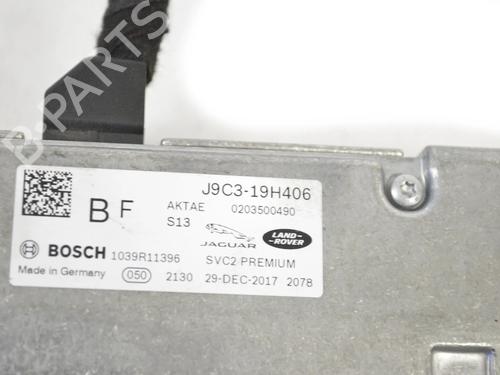 J9C3-19H406
B F AKTAE 0203500490
S13
JAGUAR LAND- ROVER
BOSCH 1039R11396 SVC2 PREMIUM
Made in Germany 050 2130 29-DEC-2017 2078
B-PARTS